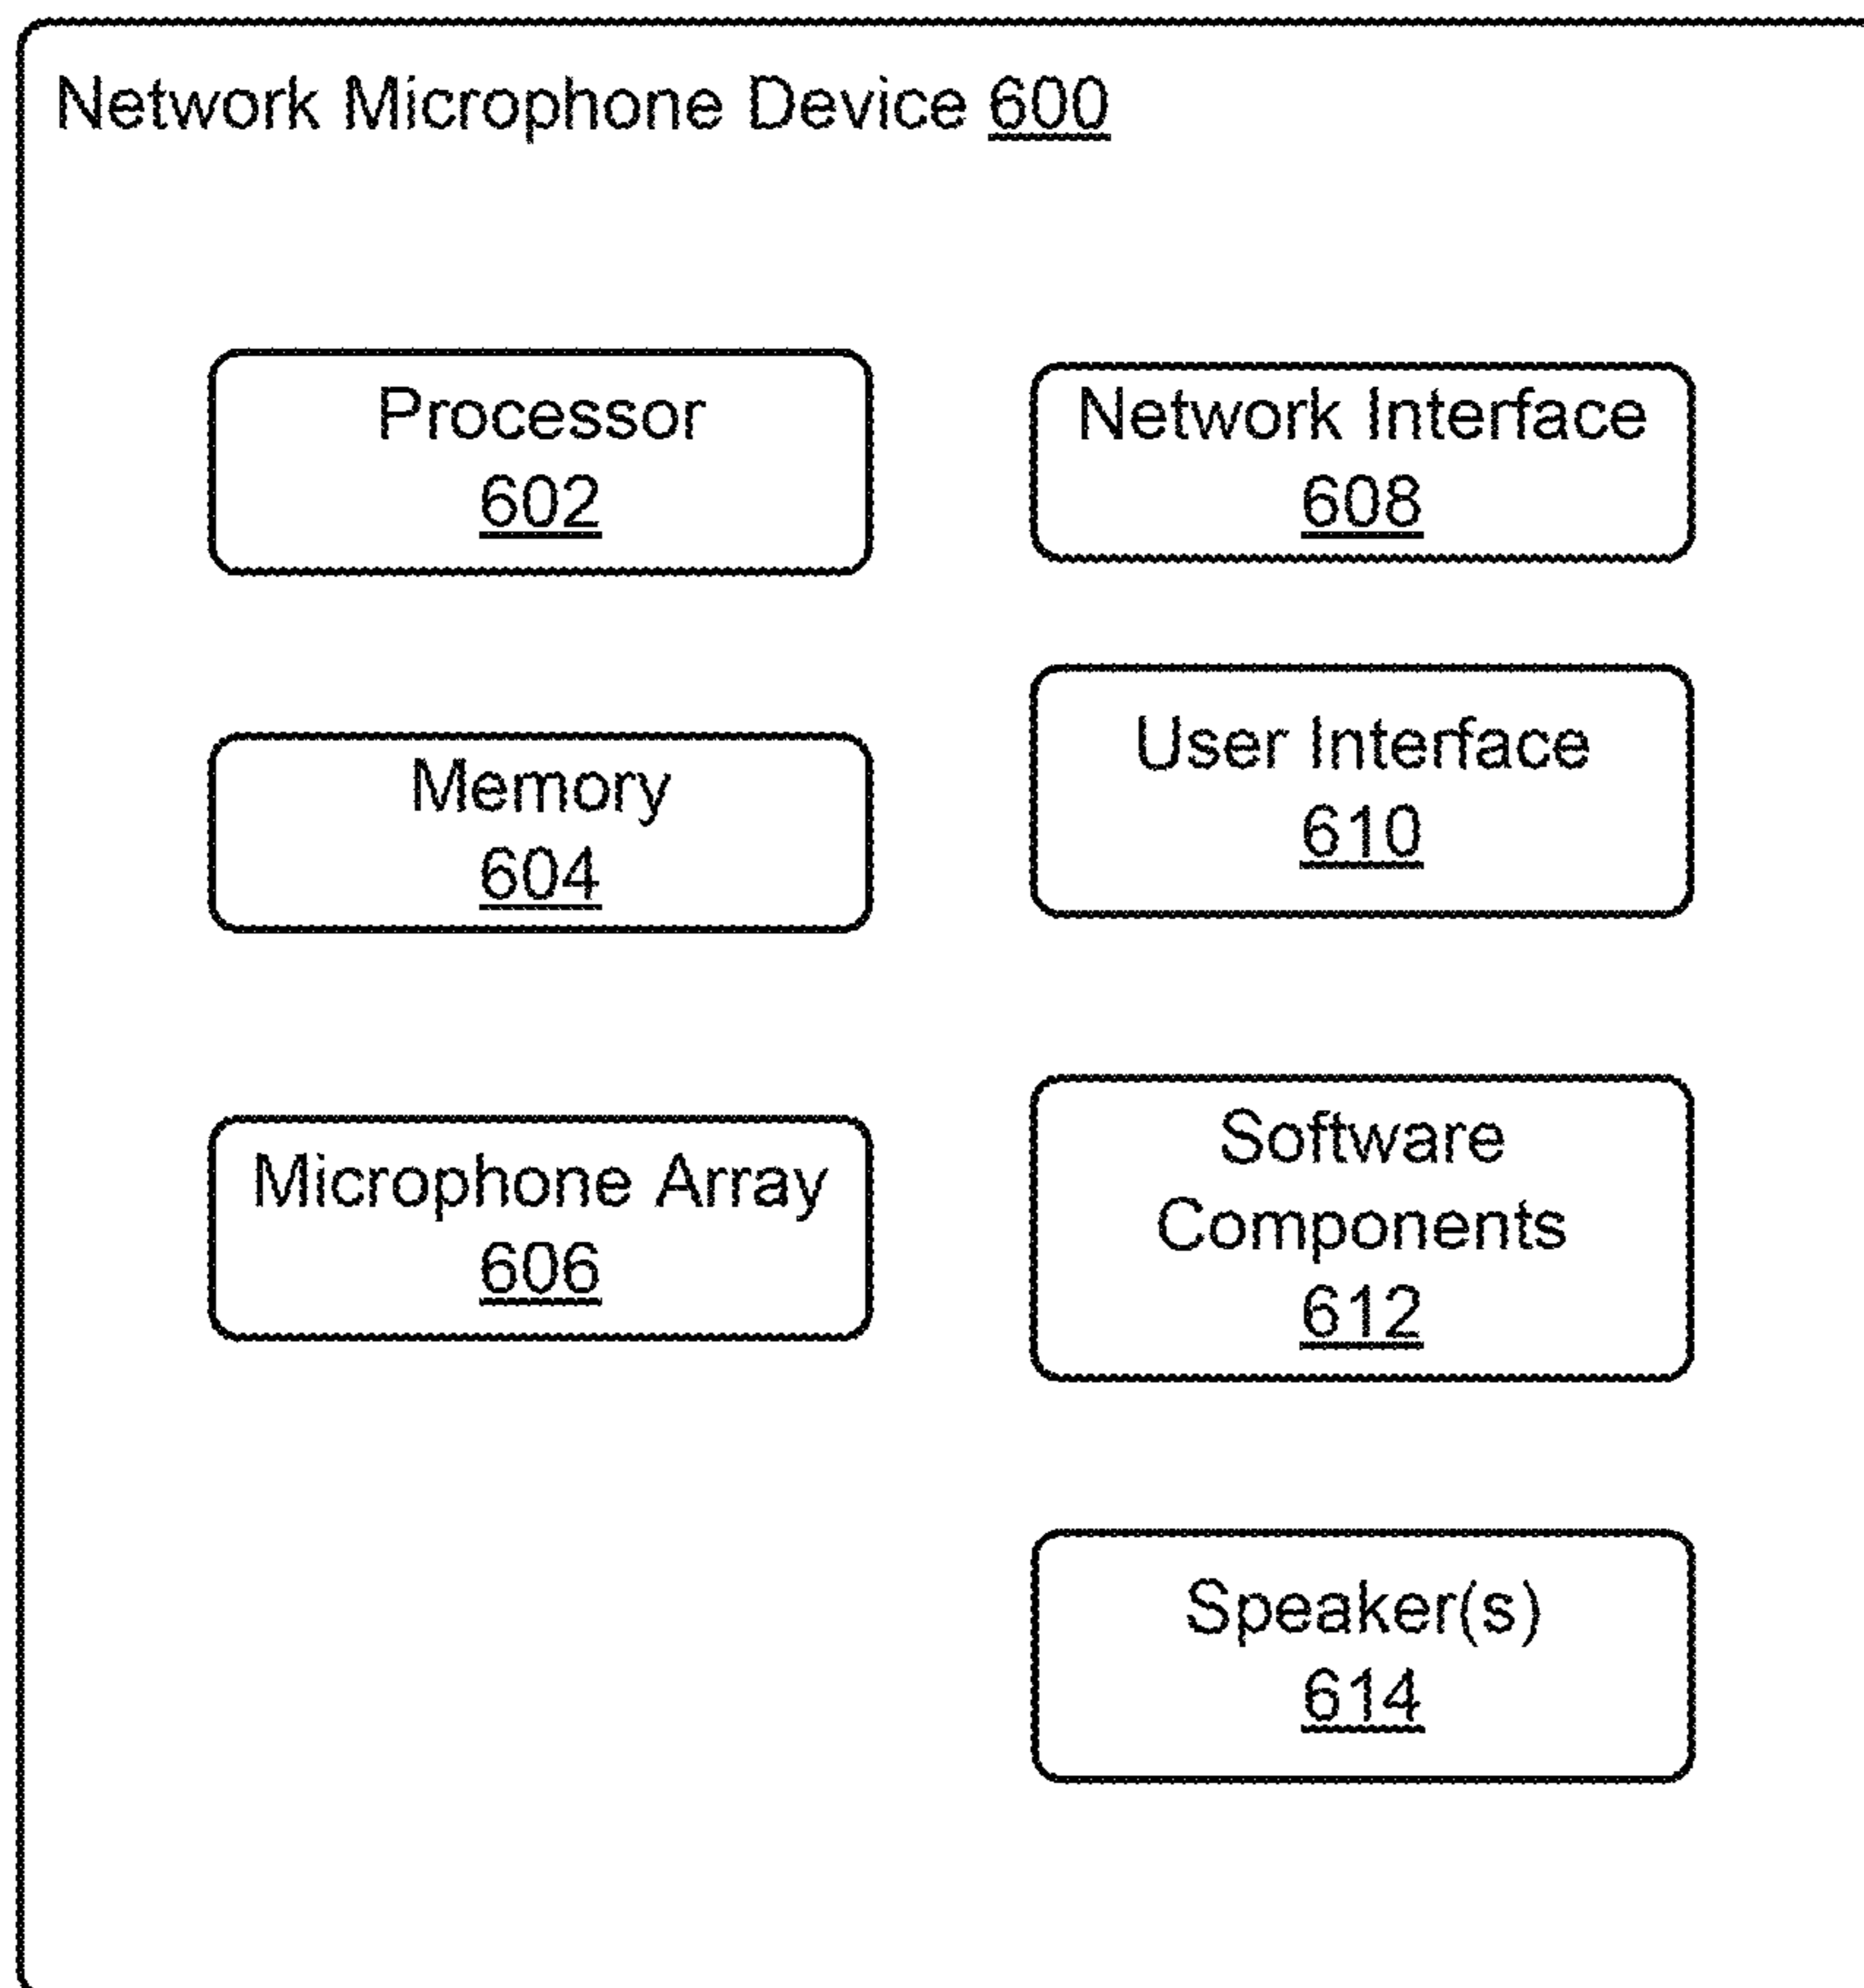 Network Microphone Device 600
Processor
602
Memory
604
Microphone Array
606
Network Interface
608
User Interface
610
Software
Components
612
Speaker(s)
614